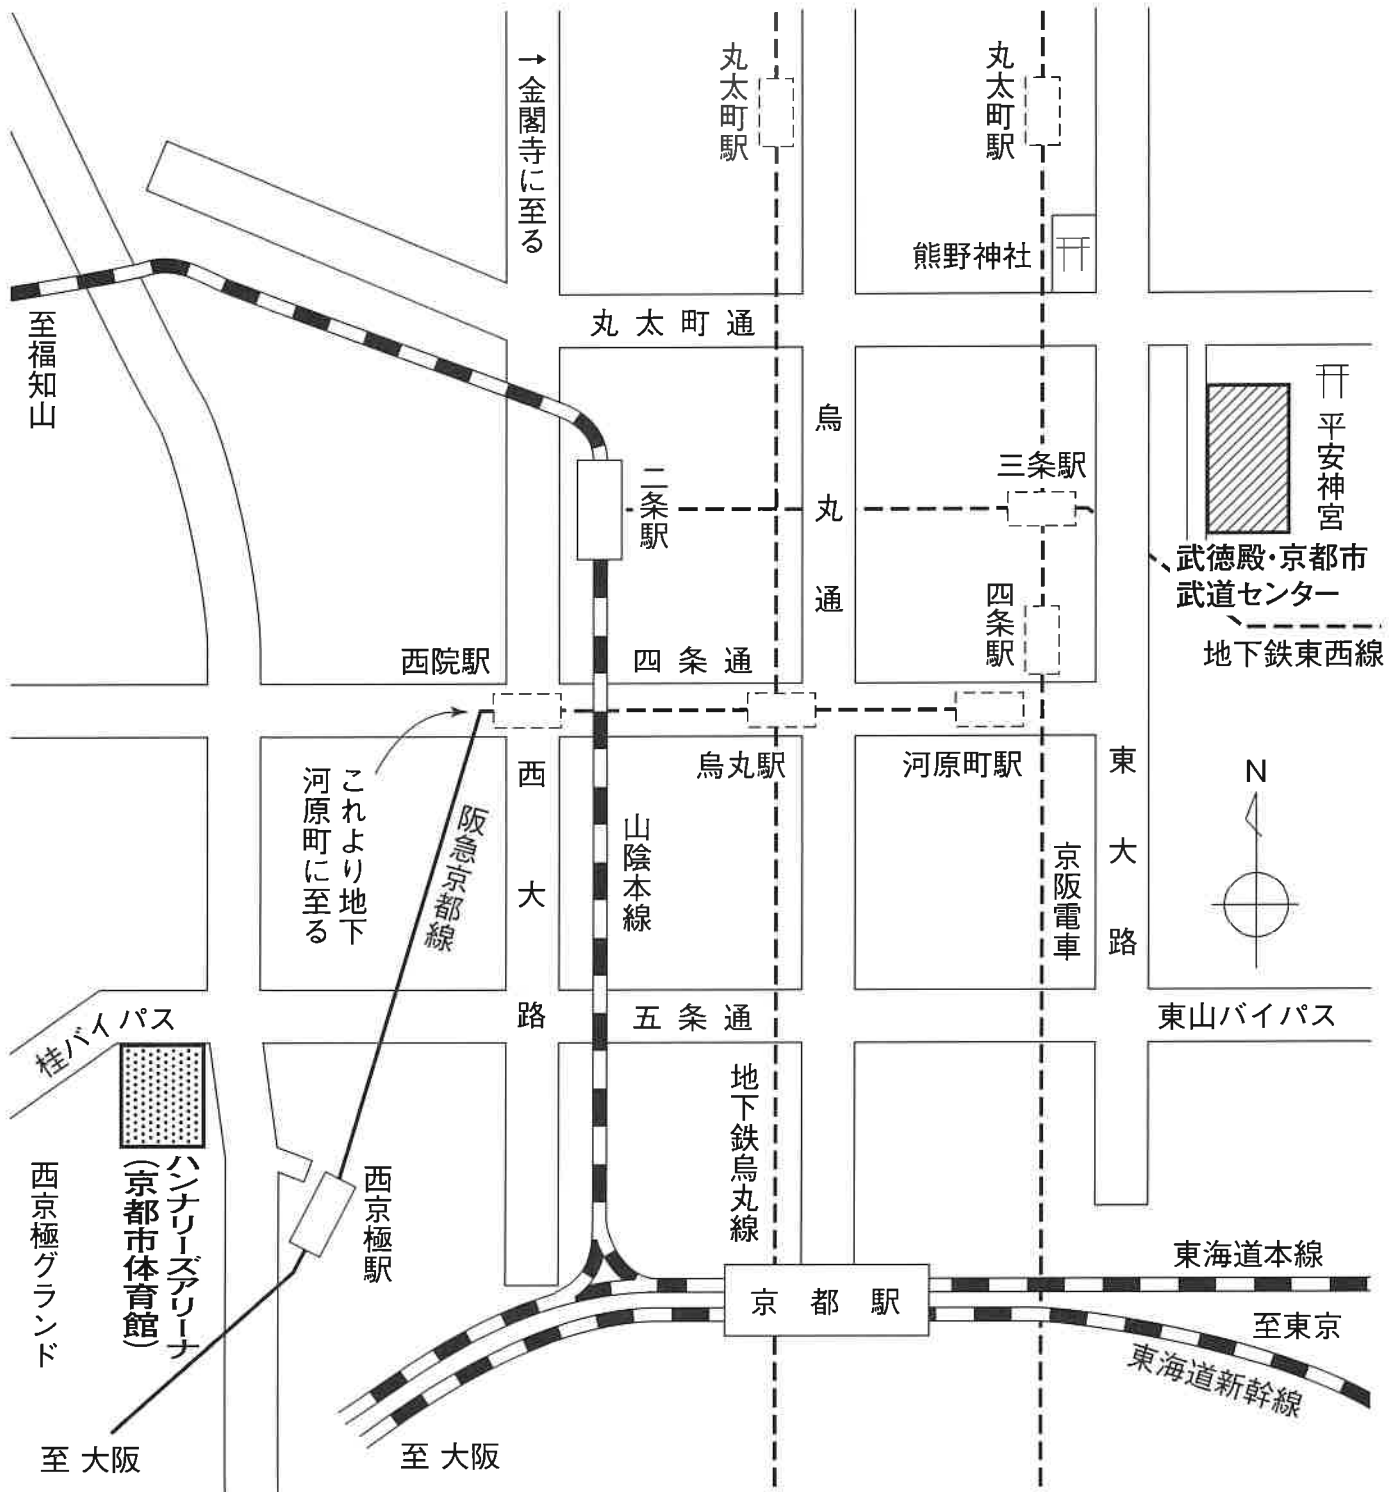 →金閣寺に至る
丸太町駅
丸太町駅
熊野神社
至福知山
丸太町通
烏丸通
平安神宮
二条駅
三条駅
武徳殿・京都市
武道センター
四条駅
地下鉄東西線
西院駅
四条通
烏丸駅
河原町駅
これより地下
河原町に至る
阪急京都線
西大路
山陰本線
京阪電車
東大路
N
桂バイパス
五条通
東山バイパス
地下鉄烏丸線
西京極グランド
ハンナリーズアリーナ
(京都市体育館)
西京極駅
京都駅
東海道本線
至東京
東海道新幹線
至 大阪
至 大阪